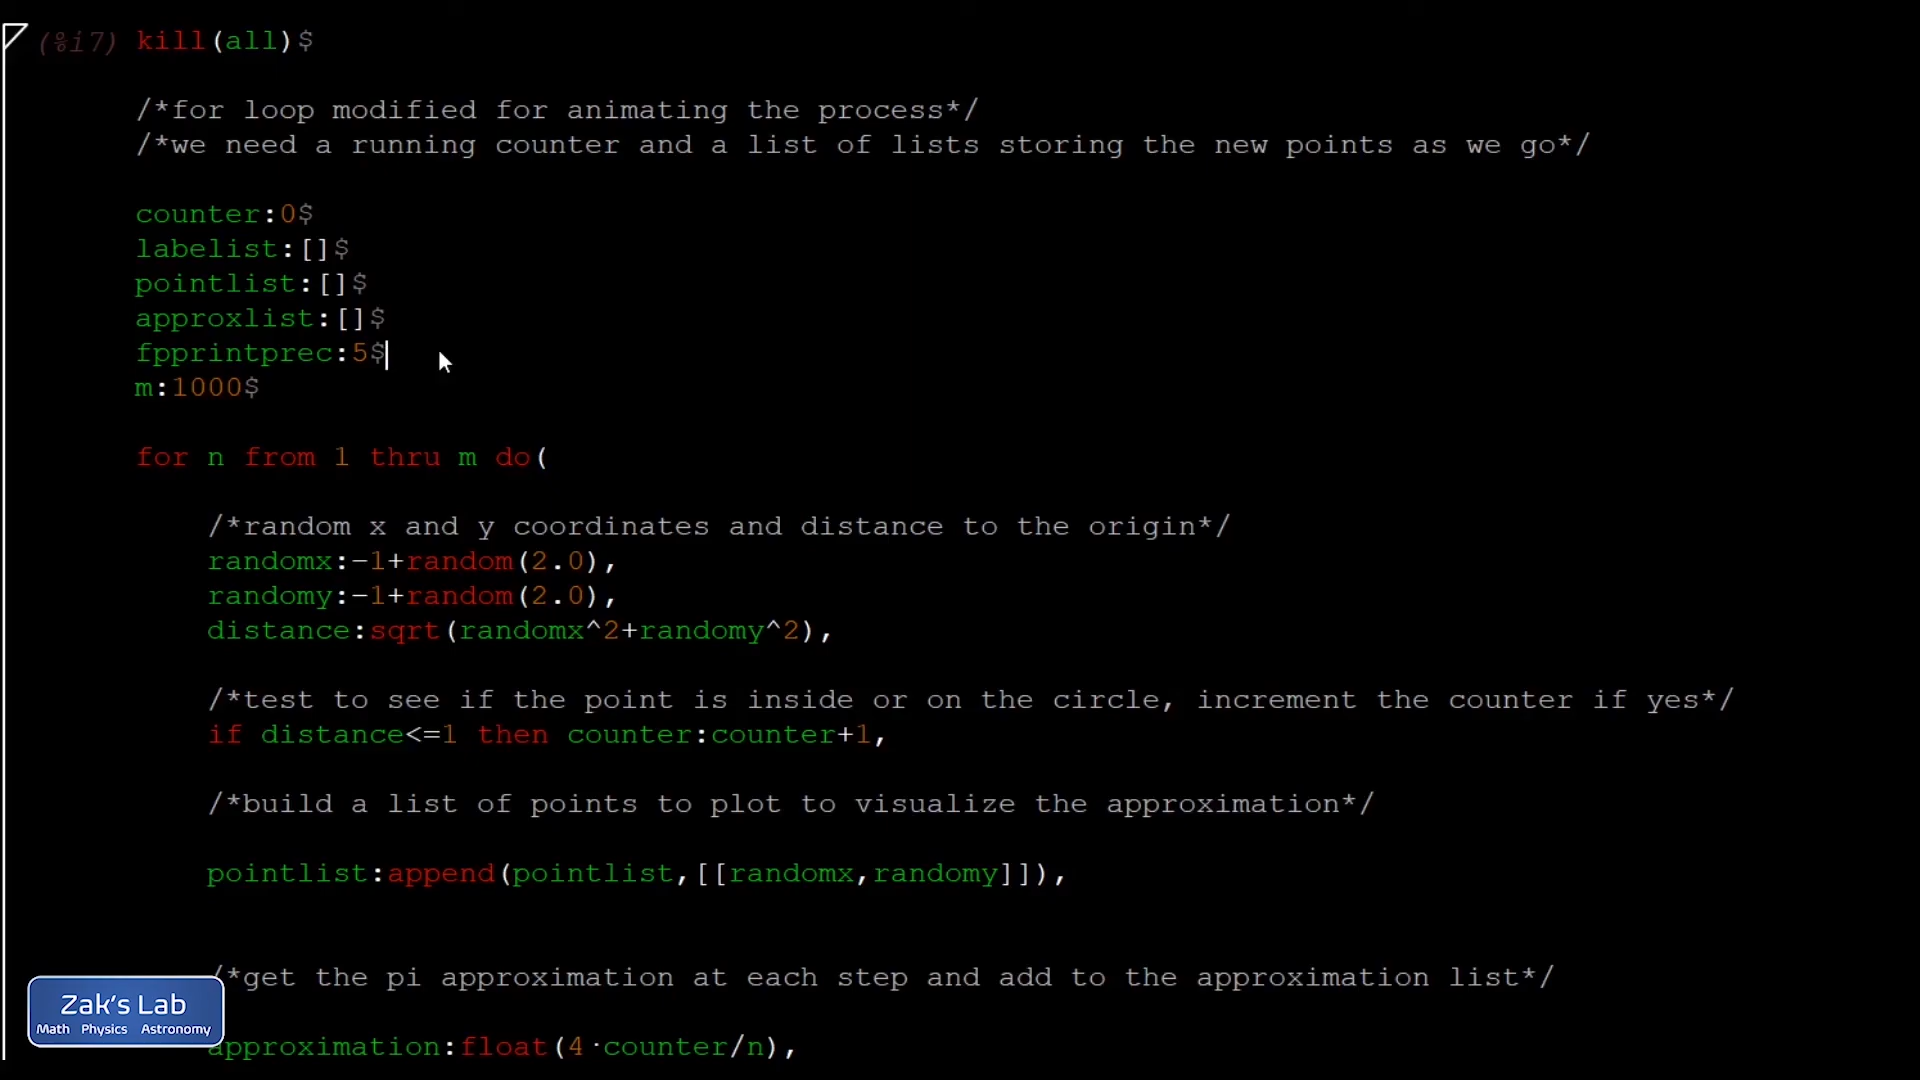 (%i7) kill(all)$
/*for loop modified for animating the process*/
/*we need a running counter and a list of lists storing the new points as we go*/
counter:0$
labelist:[]$
pointlist:[]$
approxlist:[]$
fpprintprec:5$
m:1000$
for n from 1 thru m do(
/*random x and y coordinates and distance to the origin*/
randomx:−1+random(2.0),
randomy:−1+random(2.0),
distance:sqrt(randomx^2+randomy^2),
/*test to see if the point is inside or on the circle, increment the counter if yes*/
if distance<=1 then counter:counter+1,
/*build a list of points to plot to visualize the approximation*/
pointlist:append(pointlist,[[randomx,randomy]]),
/*get the pi approximation at each step and add to the approximation list*/
approximation:float(4·counter/n),
Zak's Lab
Math Physics Astronomy